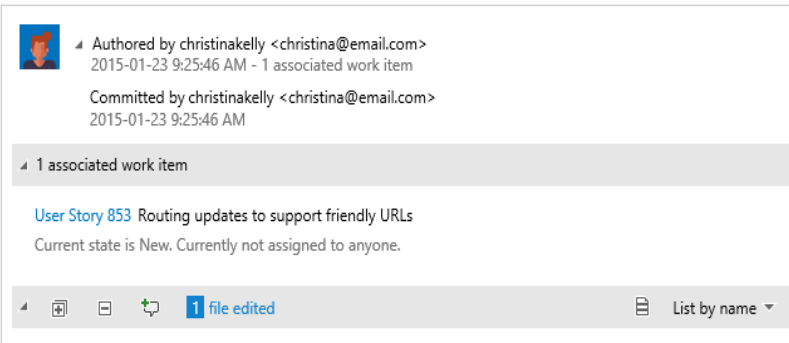 Authored by christinakelly <christina@email.com>
2015-01-23 9:25:46 AM - 1 associated work item
Committed by christinakelly <christina@email.com>
2015-01-23 9:25:46 AM
1 associated work item
User Story 853 Routing updates to support friendly URLs
Current state is New. Currently not assigned to anyone.
1 file edited List by name